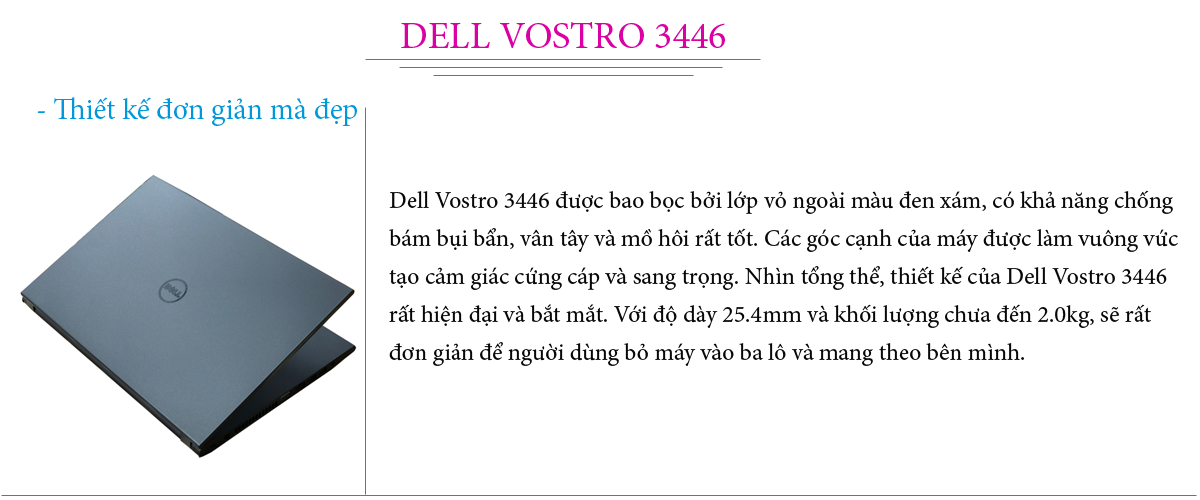 DELL VOSTRO 3446
- Thiết kế đơn giản mà đẹp
DELL
Dell Vostro 3446 được bao bọc bởi lớp vỏ ngoài màu đen xám, có khả năng chống
bám bụi bẩn, vân tây và mồ hôi rất tốt. Các góc cạnh của máy được làm vuông vức
tạo cảm giác cứng cáp và sang trọng. Nhìn tổng thể, thiết kế của Dell Vostro 3446
rất hiện đại và bắt mắt. Với độ dày 25.4mm và khối lượng chưa đến 2.0kg, sẽ rất
đơn giản để người dùng bỏ máy vào ba lô và mang theo bên mình.